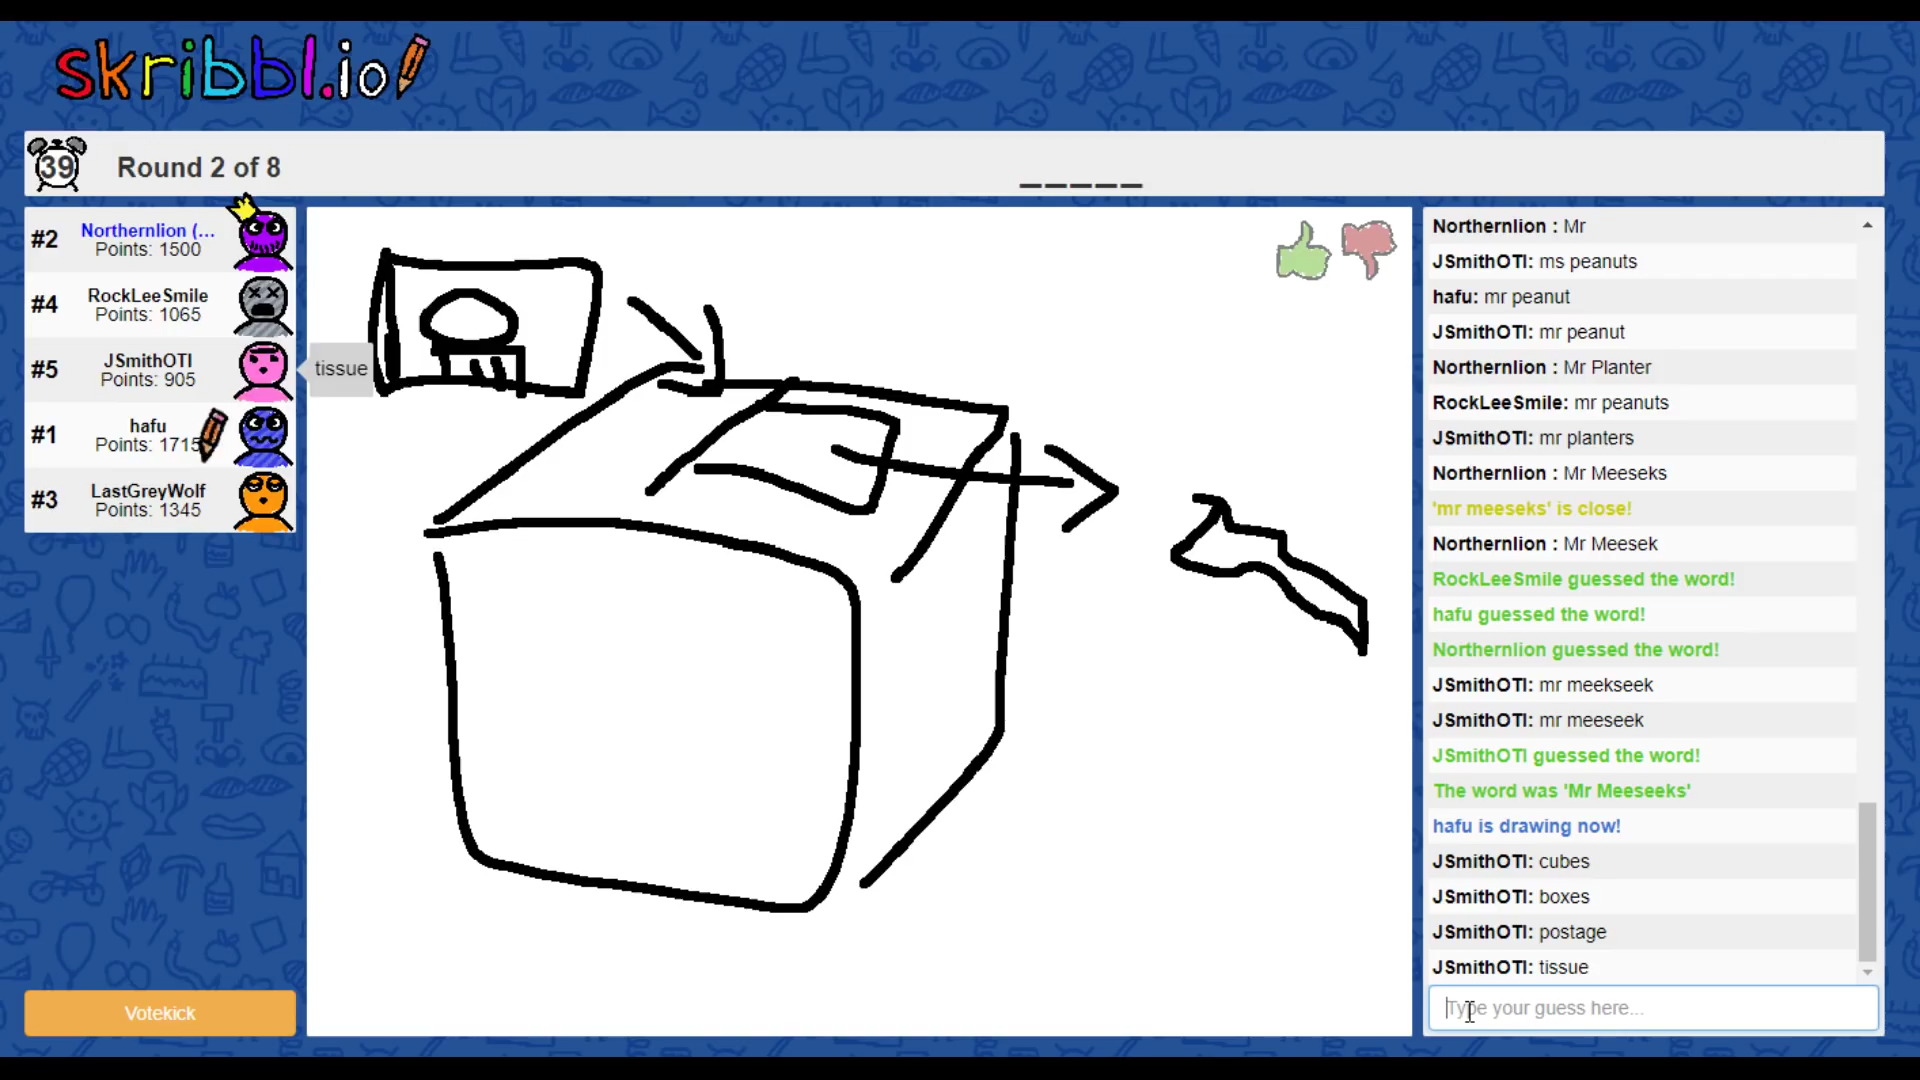 skribbl.io
39
Round 2 of 8
_____
#2
Northernlion (...
Points: 1500
#4
RockLeeSmile
Points: 1065
#5
JSmithOTI
Points: 905
tissue
#1
hafu
Points: 1715
#3
LastGreyWolf
Points: 1345
Votekick
Northernlion : Mr
JSmithOTI: ms peanuts
hafu: mr peanut
JSmithOTI: mr peanut
Northernlion : Mr Planter
RockLeeSmile: mr peanuts
JSmithOTI: mr planters
Northernlion : Mr Meeseks
'mr meeseks' is close!
Northernlion : Mr Meesek
RockLeeSmile guessed the word!
hafu guessed the word!
Northernlion guessed the word!
JSmithOTI: mr meekseek
JSmithOTI: mr meeseek
JSmithOTI guessed the word!
The word was 'Mr Meeseeks'
hafu is drawing now!
JSmithOTI: cubes
JSmithOTI: boxes
JSmithOTI: postage
JSmithOTI: tissue
Type your guess here...